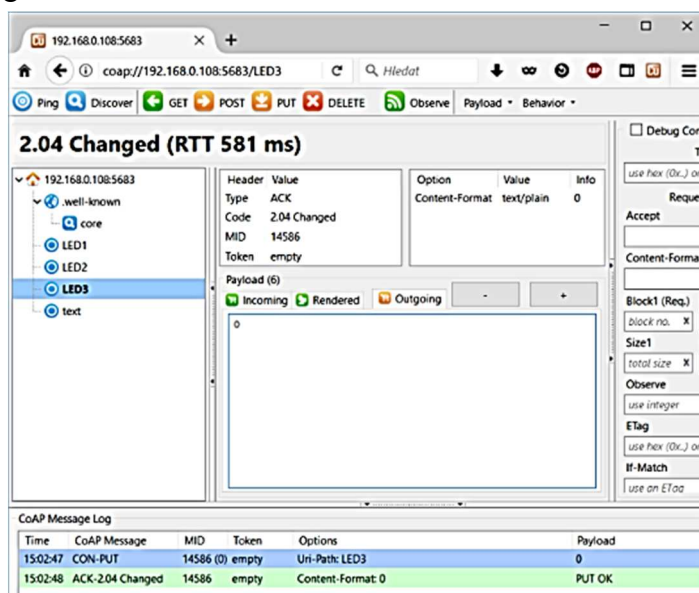 192.168.0.108:5683
coap://192.168.0.108:5683/LED3
Hledat
Ping Discover GET POST PUT DELETE Observe Payload Behavior
2.04 Changed (RTT 581 ms)
Debug Cor
T
192.168.0.108:5683
.well-known
core
LED1
LED2
LED3
text
Header Value
Type ACK
Code 2.04 Changed
MID 14586
Token empty
Option Value Info
Content-Format text/plain 0
Payload (6)
Incoming Rendered Outgoing - +
0
use hex (0x..) or
Reque
Accept
Content-Forma
Block1 (Req.)
block no. x
Size1
total size x
Observe
use integer
ETag
use hex (0x..) or
If-Match
use an ETag
CoAP Message Log
Time CoAP Message MID Token Options Payload
15:02:47 CON-PUT 14586 (0) empty Uri-Path: LED3 0
15:02:48 ACK-2.04 Changed 14586 empty Content-Format: 0 PUT OK